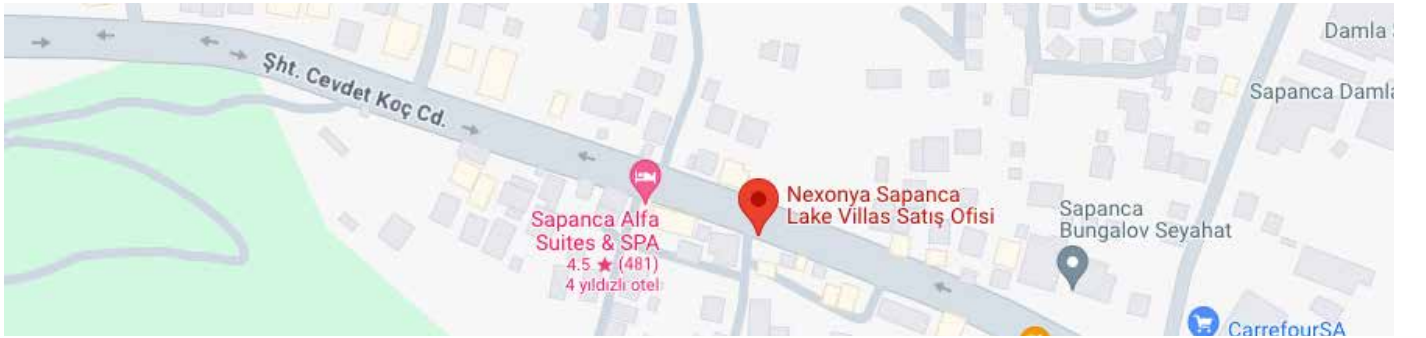 Damla
Şht. Cevdet Koç Cd.
Sapanca Damla
Nexonya Sapanca
Lake Villas Satış Ofisi
Sapanca
Bungalov Seyahat
Sapanca Alfa
Suites & SPA
4.5 ★ (481)
4 yıldızlı otel
CarrefourSA